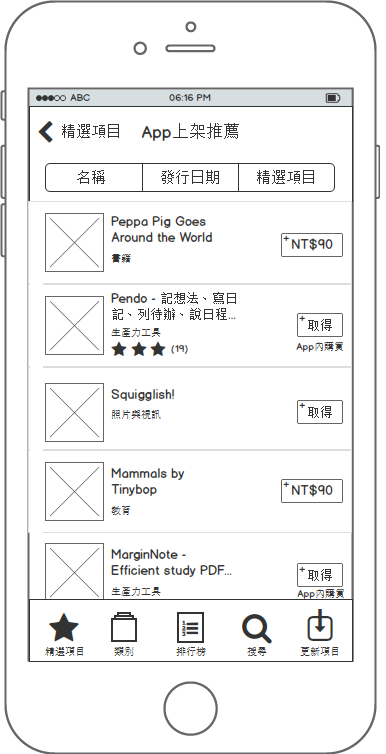 ABC
06:16 PM
精選項目
App上架推薦
名稱
發行日期
精選項目
Peppa Pig Goes
Around the World
書籍
+NT$90
Pendo - 記想法、寫日
記、列待辦、說日程...
生產力工具
(19)
+取得
App內購買
Squigglish!
照片與視訊
+取得
Mammals by
Tinybop
教育
+NT$90
MarginNote -
Efficient study PDF...
生產力工具
+取得
App內購買
精選項目
類別
排行榜
搜尋
更新項目